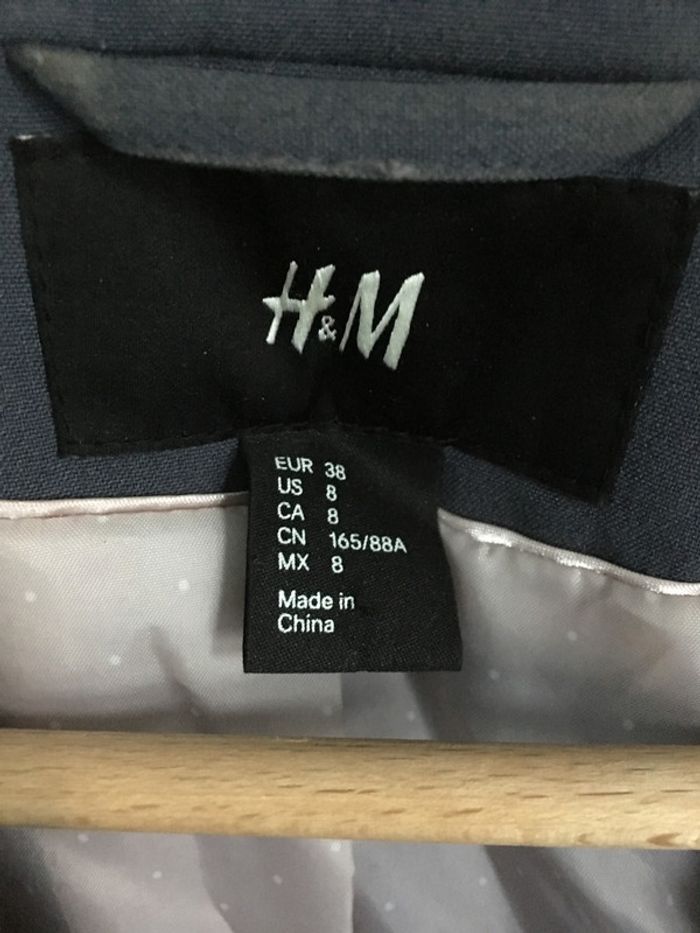 H&M
EUR 38
US 8
CA 8
CN 165/88A
MX 8
Made in
China